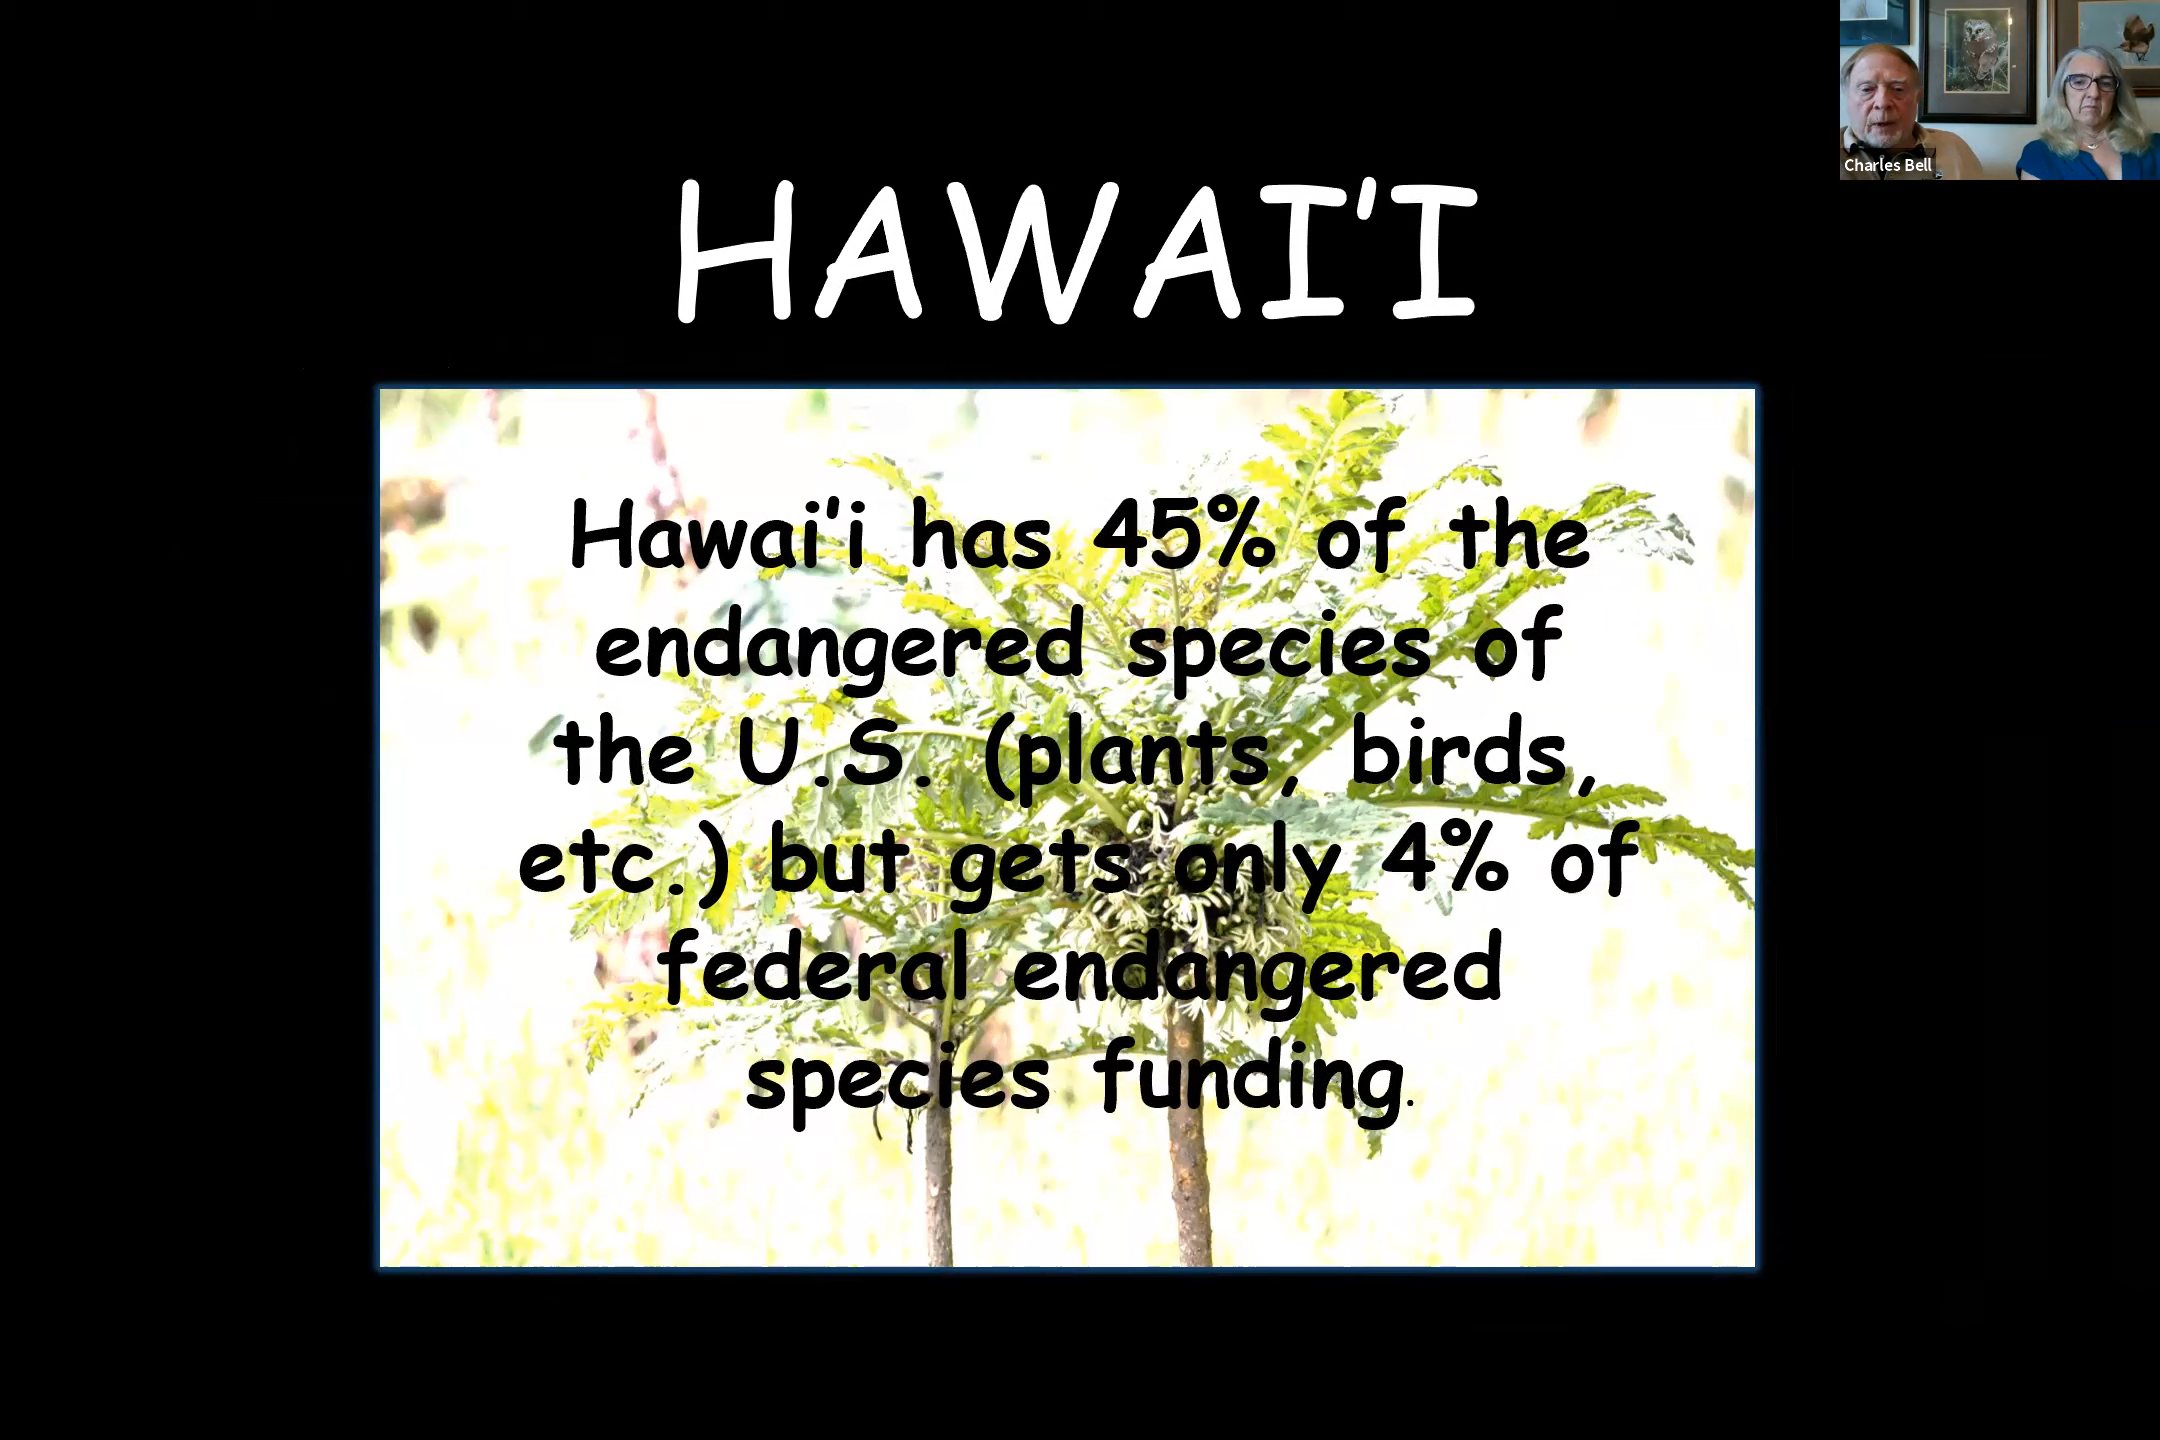 Charles Bell
HAWAI'I
Hawai'i has 45% of the
endangered species of
the U.S. (plants, birds,
etc.) but gets only 4% of
federal endangered
species funding.